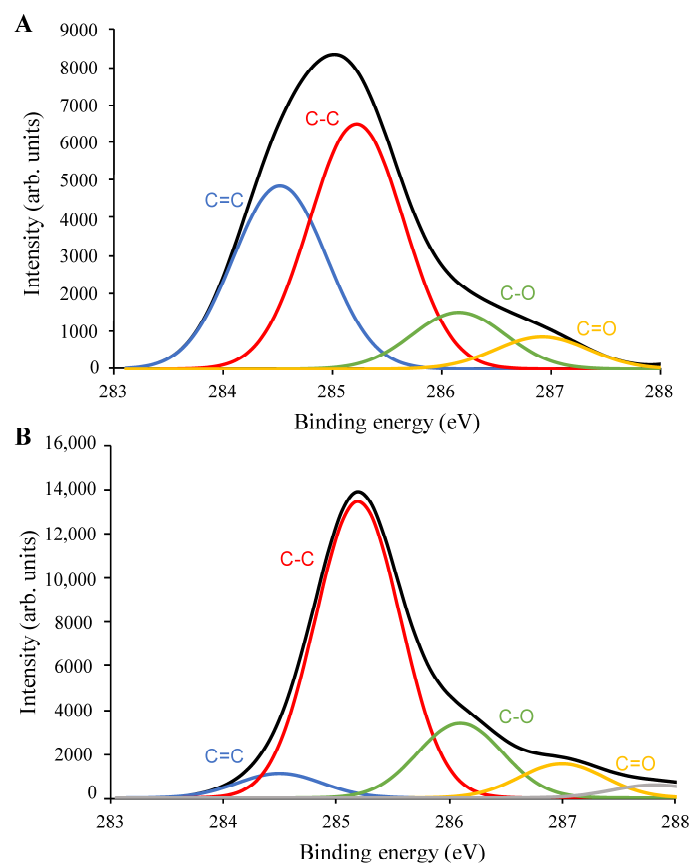 A
9000
8000
7000
6000
5000
4000
3000
2000
1000
0
Intensity (arb. units)
C=C
C-C
C-O
C=O
283 284 285 286 287 288
Binding energy (eV)
B
16,000
14,000
12,000
10,000
8000
6000
4000
2000
0
Intensity (arb. units)
C=C
C-C
C-O
C=O
283 284 285 286 287 288
Binding energy (eV)